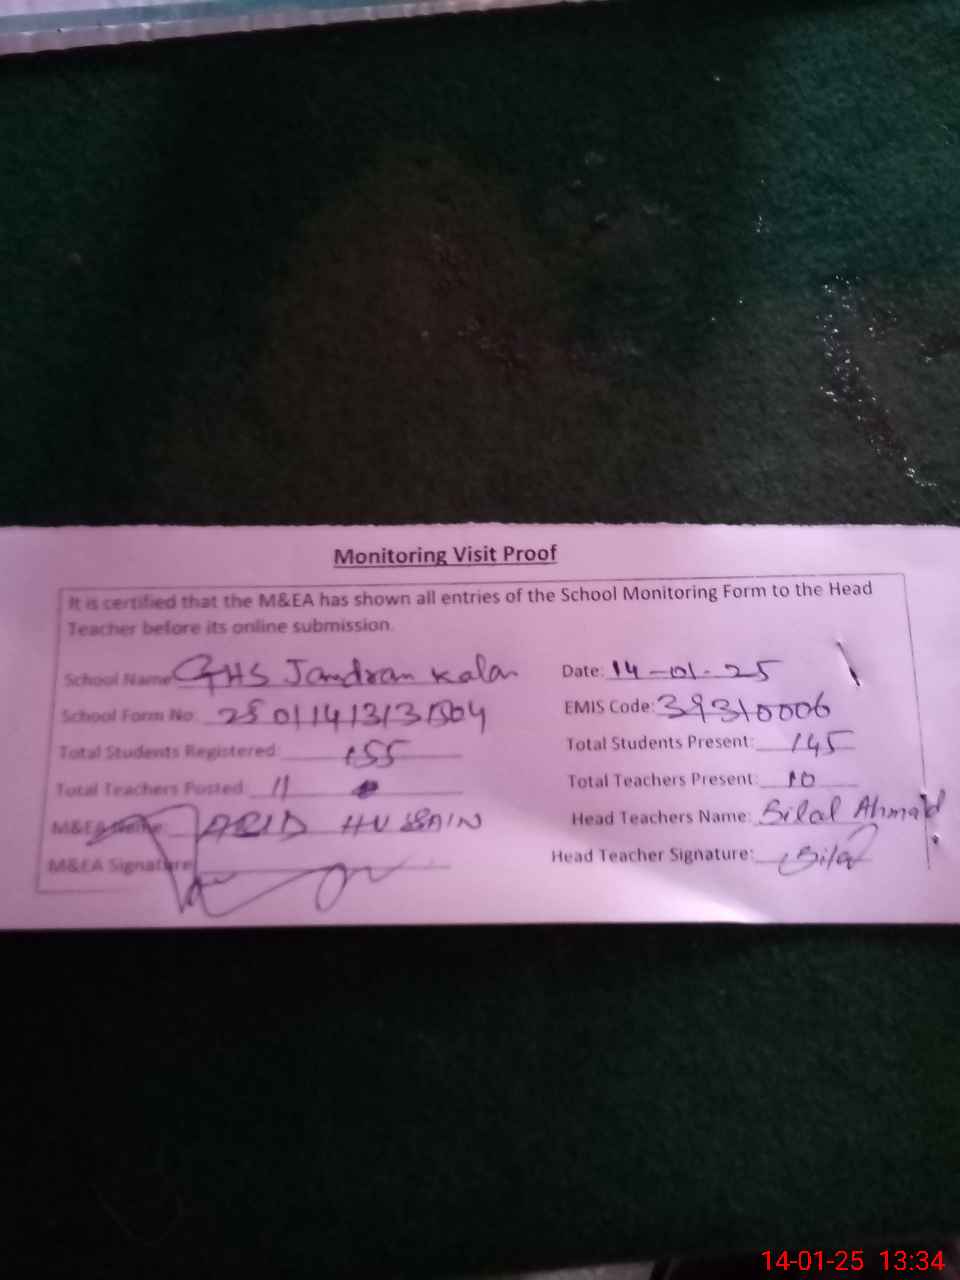 Monitoring Visit Proof
It is certified that the M&EA has shown all entries of the School Monitoring Form to the Head
Teacher before its online submission.
School Name GHS Jandran Kalan Date: 14-01-25
School Form No EMIS Code: 39310006
Total Students Registered: 155 Total Students Present: 145
Total Teachers Posted 11 Total Teachers Present: 10
M&EA Name: HUSSAIN Head Teachers Name: Bilal Ahmad
M&EA Signature Head Teacher Signature: Bilal
14-01-25 13:34